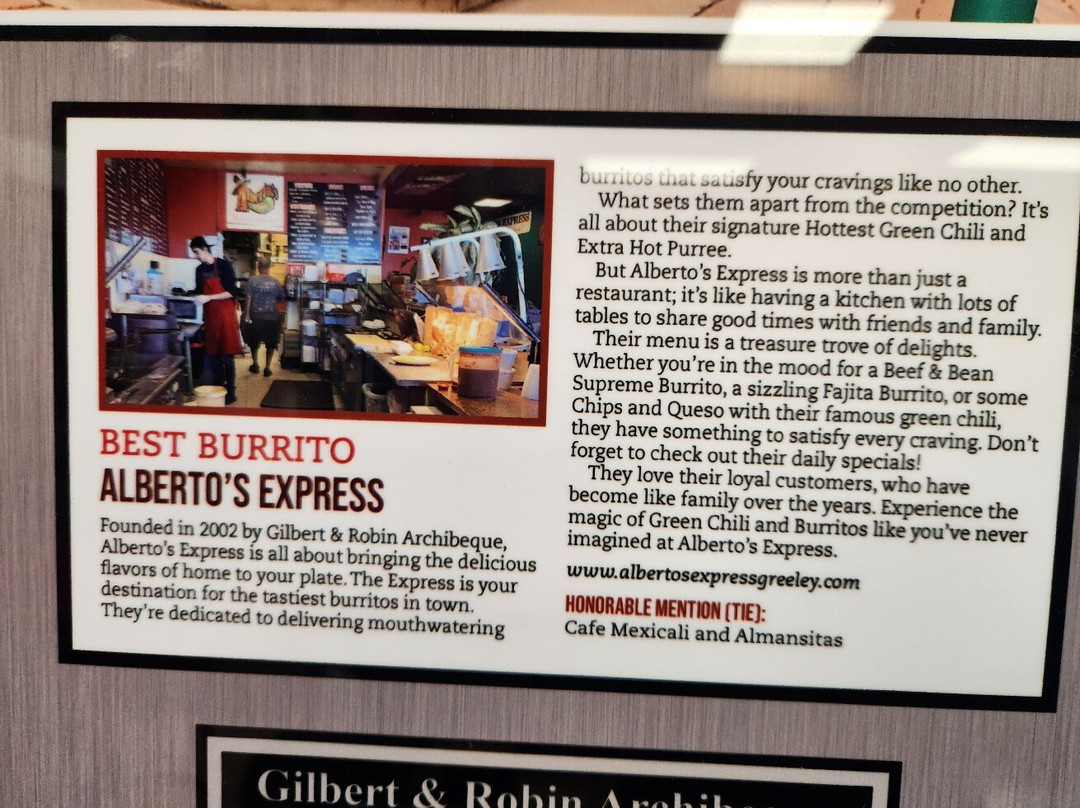 BEST BURRITO
ALBERTO'S EXPRESS
Founded in 2002 by Gilbert & Robin Archibeque,
Alberto's Express is all about bringing the delicious
flavors of home to your plate. The Express is your
destination for the tastiest burritos in town.
They're dedicated to delivering mouthwatering
burritos that satisfy your cravings like no other.
What sets them apart from the competition? It's
all about their signature Hottest Green Chili and
Extra Hot Purree.
But Alberto's Express is more than just a
restaurant; it's like having a kitchen with lots of
tables to share good times with friends and family.
Their menu is a treasure trove of delights.
Whether you're in the mood for a Beef & Bean
Supreme Burrito, a sizzling Fajita Burrito, or some
Chips and Queso with their famous green chili,
they have something to satisfy every craving. Don't
forget to check out their daily specials!
They love their loyal customers, who have
become like family over the years. Experience the
magic of Green Chili and Burritos like you've never
imagined at Alberto's Express.
www.albertosexpressgreeley.com
HONORABLE MENTION (TIE):
Cafe Mexicali and Almansitas
Gilbert & Robin